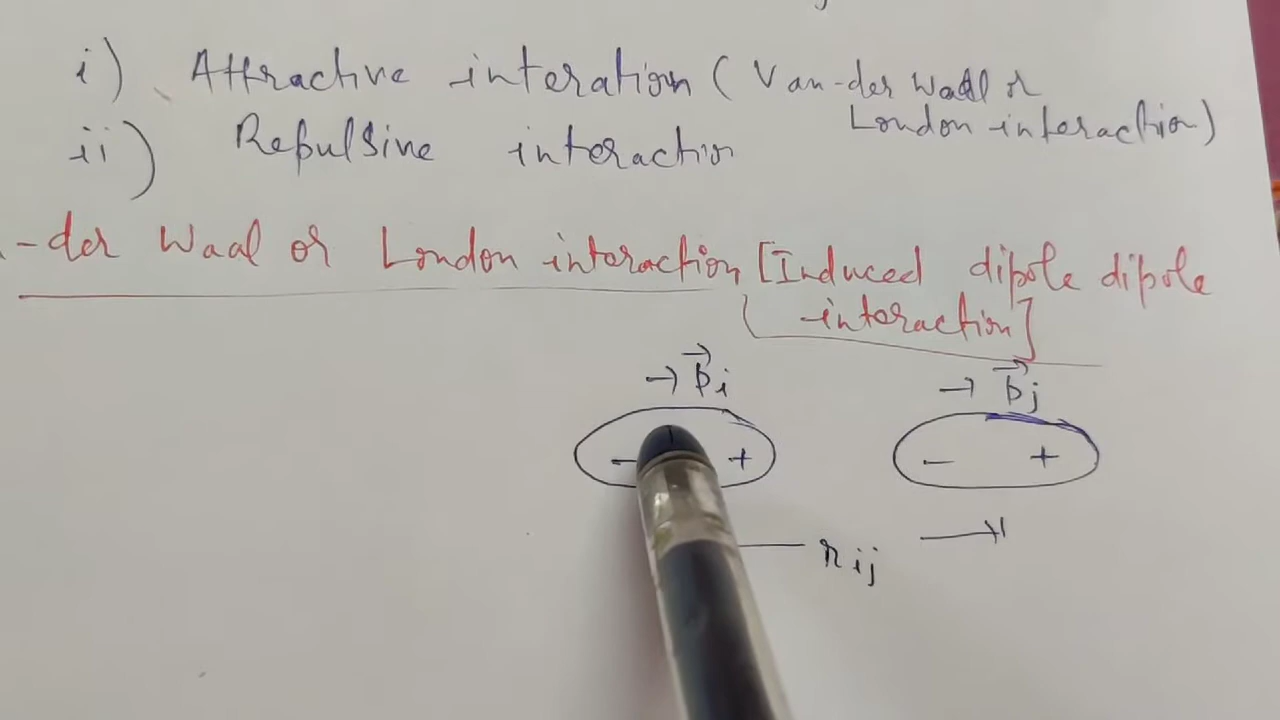 i) Attractive interation (Van-der Waal or
London interaction)
ii) Repulsive interaction
-der Waal or London interaction [Induced dipole dipole
interaction]
→ p⃗i → p⃗j
- + - +
rij